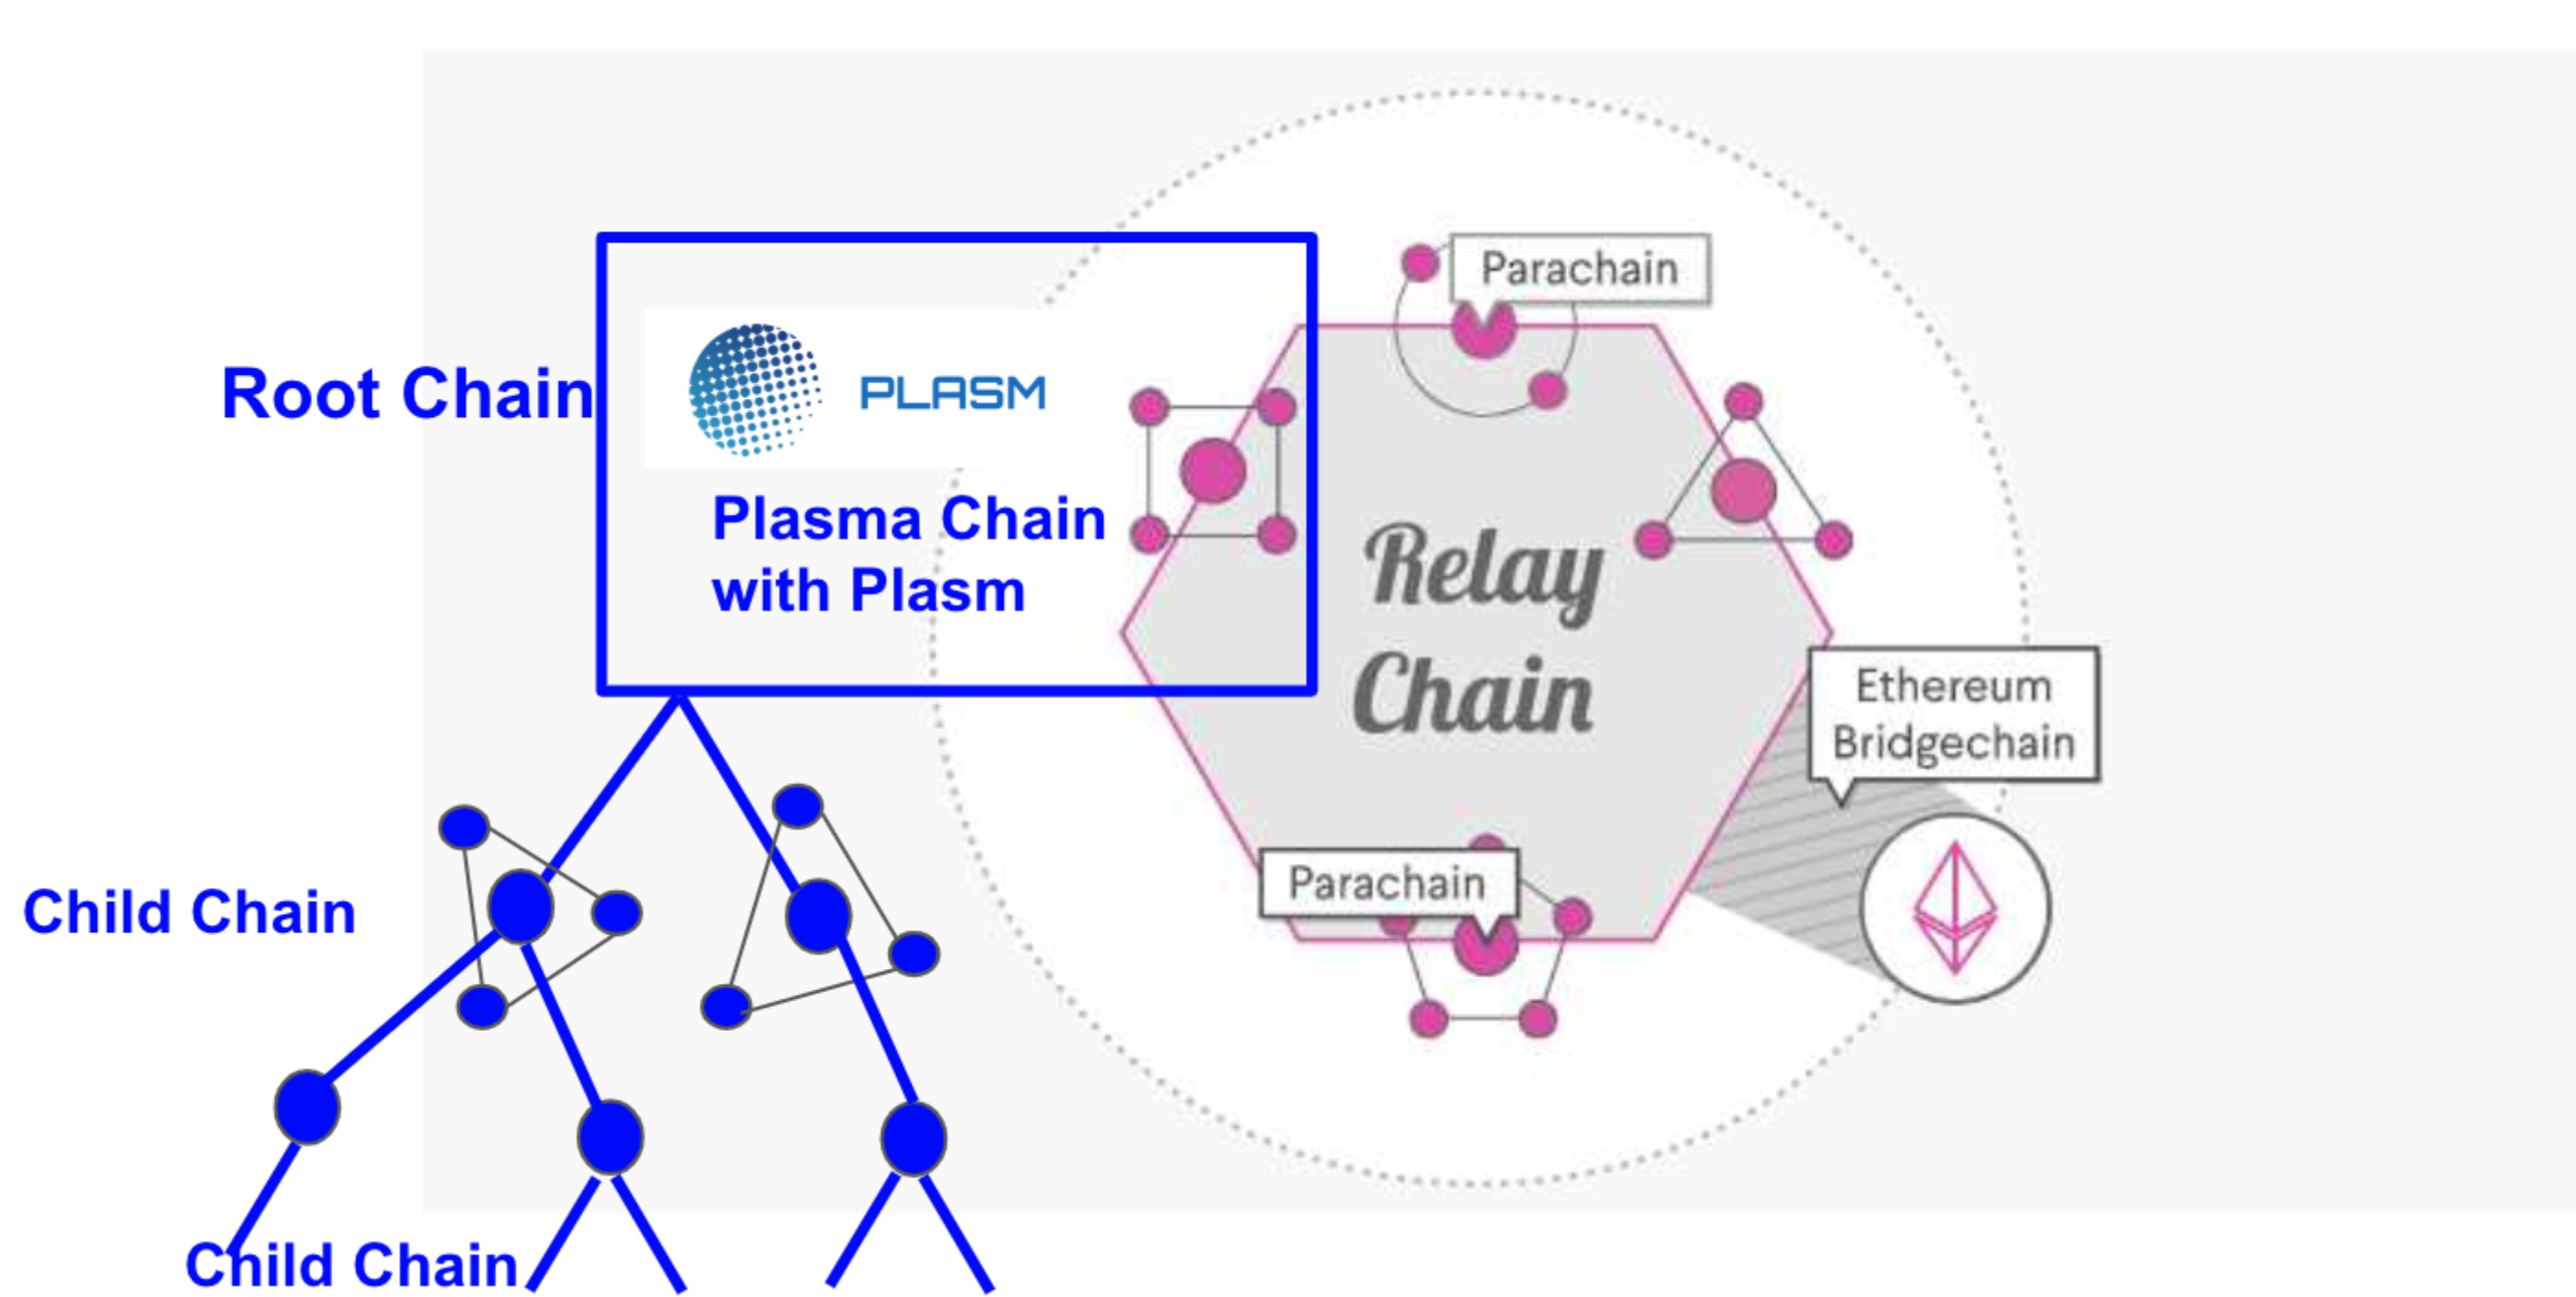 Root Chain
PLASM
Plasma Chain
with Plasm
Parachain
Relay
Chain
Ethereum
Bridgechain
Parachain
Child Chain
Child Chain